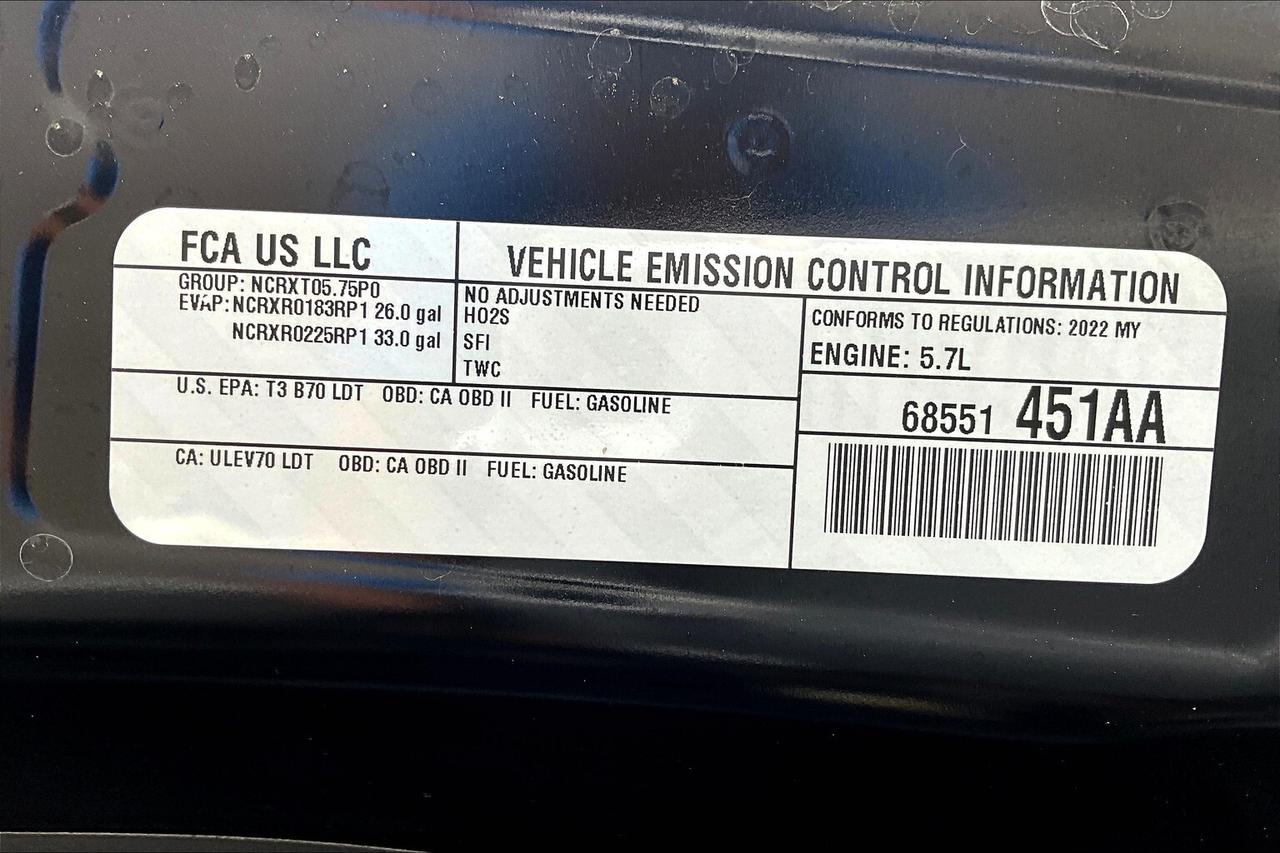 FCA US LLC
VEHICLE EMISSION CONTROL INFORMATION
GROUP: NCRXT05.75P0
EVAP: NCRXR0183RP1 26.0 gal
NCRXR0225RP1 33.0 gal
NO ADJUSTMENTS NEEDED
HO2S
SFI
TWC
CONFORMS TO REGULATIONS: 2022 MY
ENGINE: 5.7L
U.S. EPA: T3 B70 LDT OBD: CA OBD II FUEL: GASOLINE
68551 451AA
CA: ULEV70 LDT OBD: CA OBD II FUEL: GASOLINE